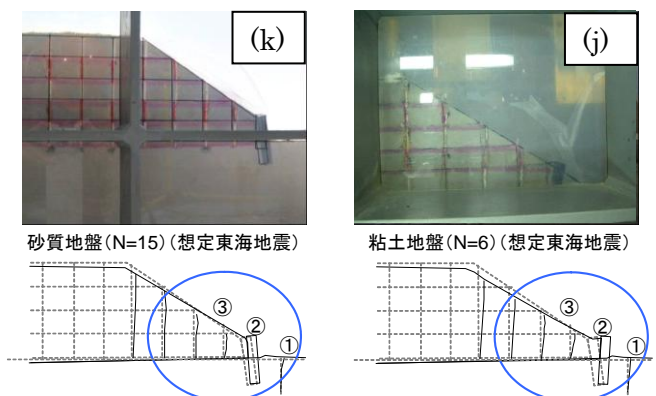 (k)
(j)
砂質地盤(N=15)(想定東海地震)
粘土地盤(N=6)(想定東海地震)
③
②
①
③
②
①